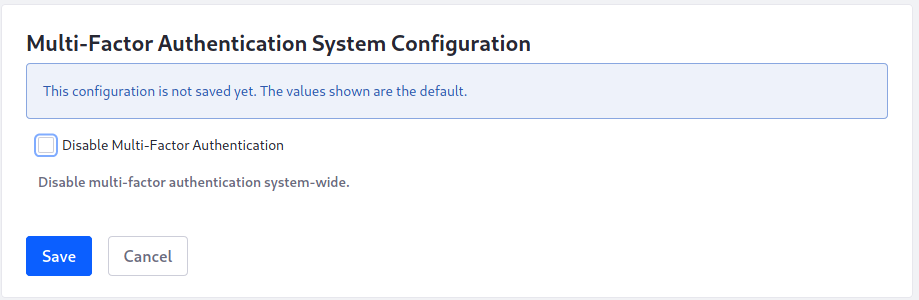 Multi-Factor Authentication System Configuration
This configuration is not saved yet. The values shown are the default.
Disable Multi-Factor Authentication
Disable multi-factor authentication system-wide.
Save
Cancel